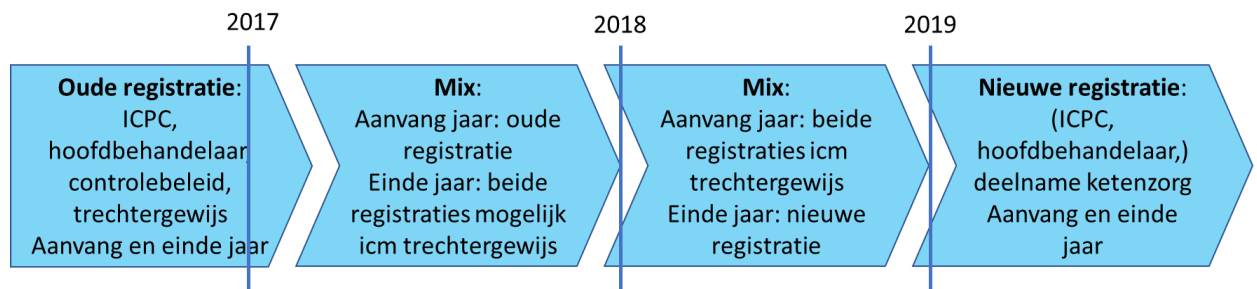 2017
2018
2019
Oude registratie:
ICPC,
hoofdbehandelaar,
controlebeleid,
trechtergewijs
Aanvang en einde jaar
Mix:
Aanvang jaar: oude
registratie
Einde jaar: beide
registraties mogelijk
icm trechtergewijs
Mix:
Aanvang jaar: beide
registraties icm
trechtergewijs
Einde jaar: nieuwe
registratie
Nieuwe registratie:
(ICPC,
hoofdbehandelaar,)
deelname ketenzorg
Aanvang en einde
jaar